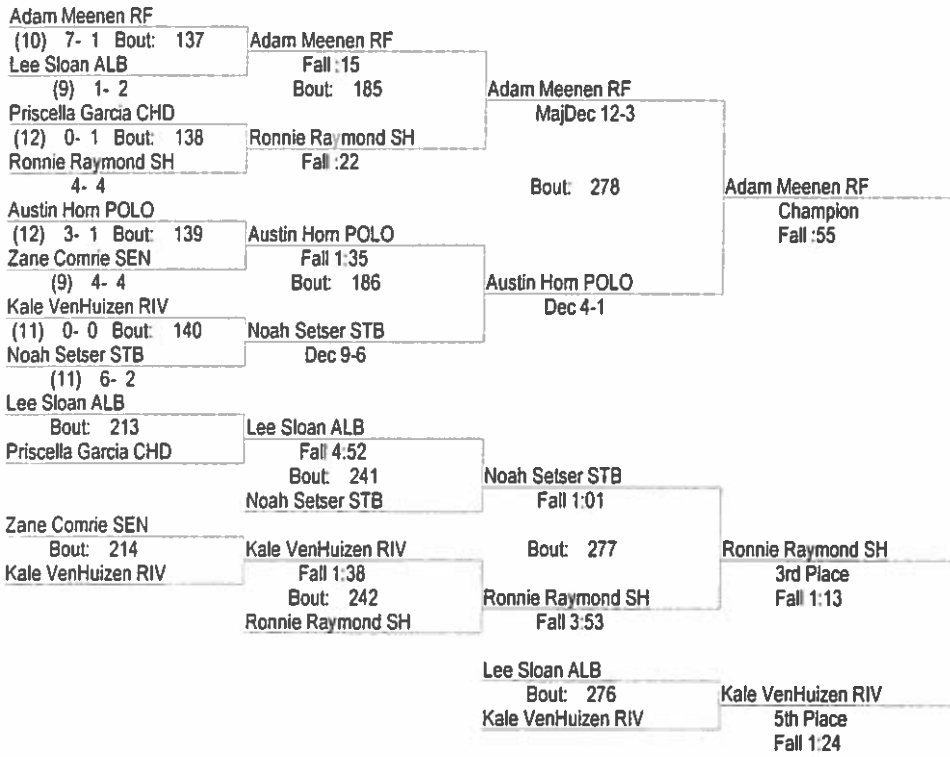 Adam Meenen RF
(10) 7- 1 Bout: 137
Lee Sloan ALB
(9) 1- 2
Priscella Garcia CHD
(12) 0- 1 Bout: 138
Ronnie Raymond SH
4- 4
Austin Horn POLO
(12) 3- 1 Bout: 139
Zane Comrie SEN
(9) 4- 4
Kale VenHuizen RIV
(11) 0- 0 Bout: 140
Noah Setser STB
(11) 6- 2
Adam Meenen RF
Fall :15
Bout: 185
Ronnie Raymond SH
Fall :22
Austin Horn POLO
Fall 1:35
Bout: 186
Noah Setser STB
Dec 9-6
Adam Meenen RF
MajDec 12-3
Bout: 278
Austin Horn POLO
Dec 4-1
Adam Meenen RF
Champion
Fall :55
Lee Sloan ALB
Bout: 213
Priscella Garcia CHD
Zane Comrie SEN
Bout: 214
Kale VenHuizen RIV
Lee Sloan ALB
Fall 4:52
Bout: 241
Noah Setser STB
Kale VenHuizen RIV
Fall 1:38
Bout: 242
Ronnie Raymond SH
Noah Setser STB
Fall 1:01
Bout: 277
Ronnie Raymond SH
Fall 3:53
Ronnie Raymond SH
3rd Place
Fall 1:13
Lee Sloan ALB
Bout: 276
Kale VenHuizen RIV
Kale VenHuizen RIV
5th Place
Fall 1:24